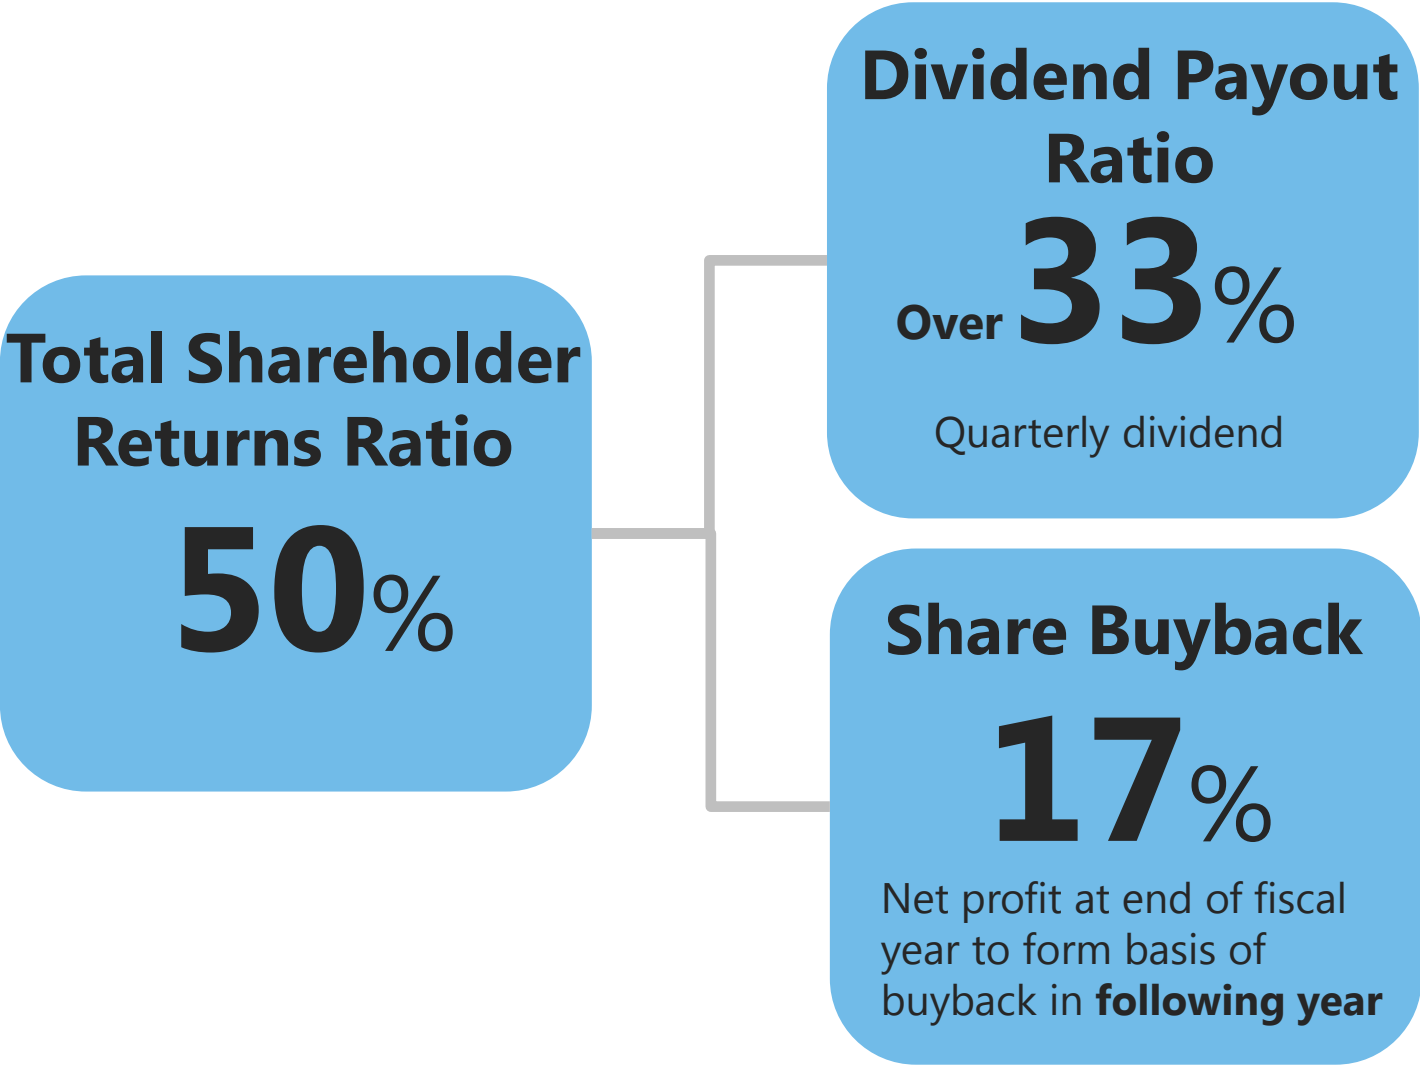 Total Shareholder
Returns Ratio
50%
Dividend Payout
Ratio
Over 33%
Quarterly dividend
Share Buyback
17%
Net profit at end of fiscal
year to form basis of
buyback in following year